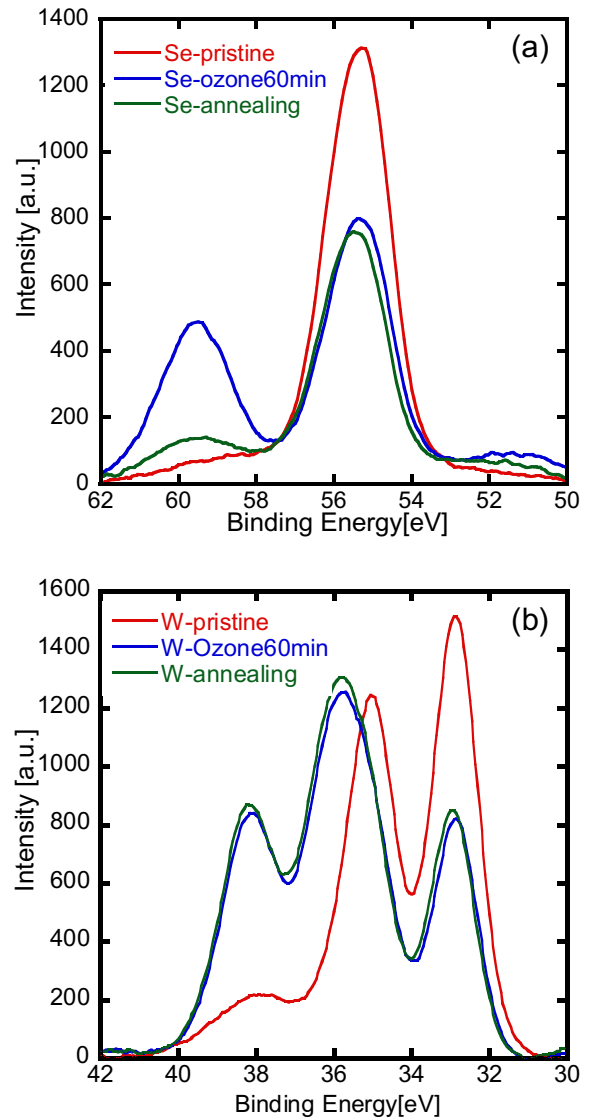 1400
(a)
Se-pristine
Se-ozone60min
Se-annealing
1200
1000
800
600
400
200
0
Intensity [a.u.]
62 60 58 56 54 52 50
Binding Energy[eV]
1600
(b)
W-pristine
W-Ozone60min
W-annealing
1400
1200
1000
800
600
400
200
0
Intensity [a.u.]
42 40 38 36 34 32 30
Binding Energy[eV]